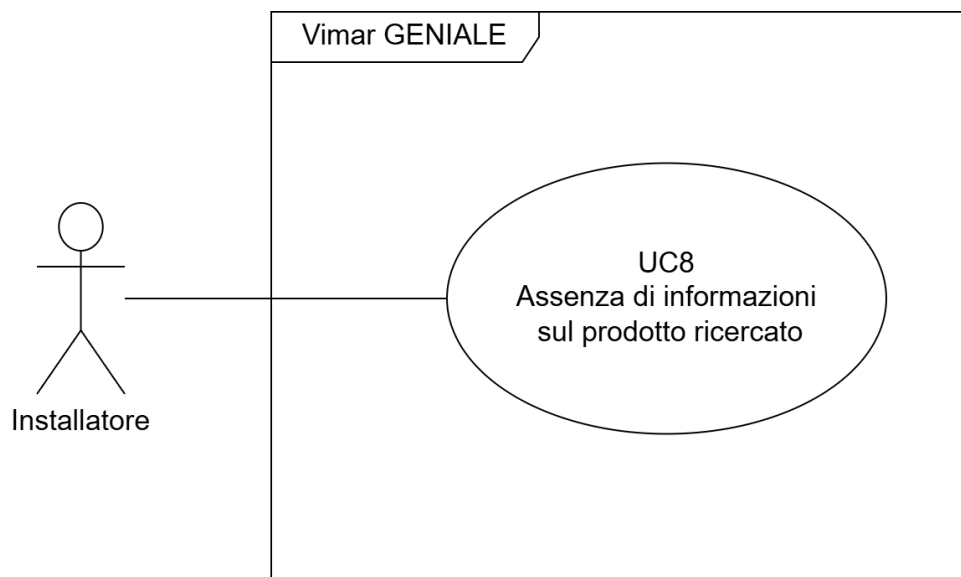 Vimar GENIALE
UC8
Assenza di informazioni
sul prodotto ricercato
Installatore